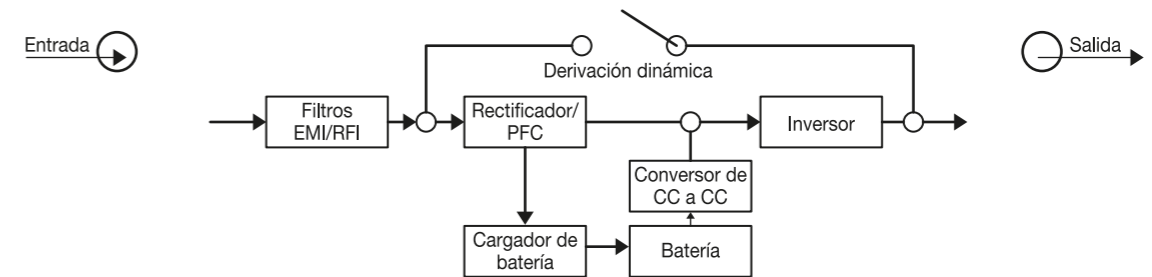 Entrada
Salida
Derivación dinámica
Filtros
EMI/RFI
Rectificador/
PFC
Inversor
Conversor de
CC a CC
Cargador de
batería
Batería